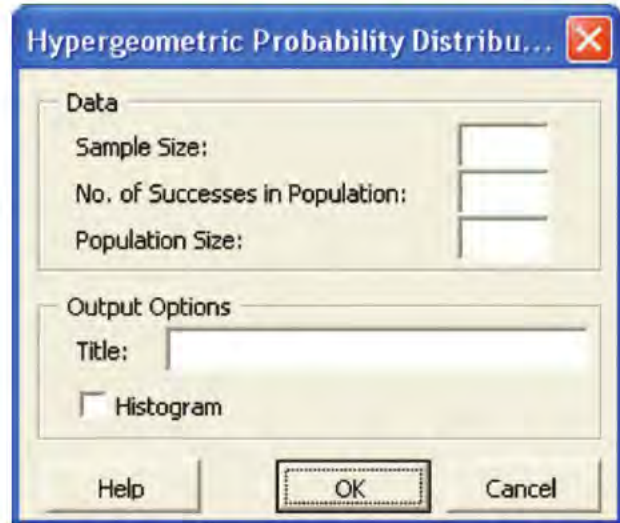 Hypergeometric Probability Distribu...
Data
Sample Size:
No. of Successes in Population:
Population Size:
Output Options
Title:
Histogram
Help
OK
Cancel